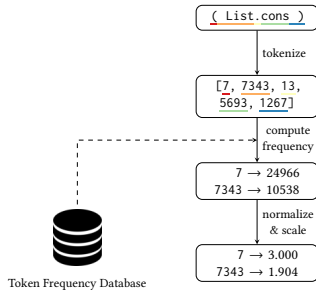 ( List.cons )
tokenize
[7, 7343, 13,
5693, 1267]
compute
frequency
7 → 24966
7343 → 10538
normalize
& scale
7 → 3.000
7343 → 1.904
Token Frequency Database